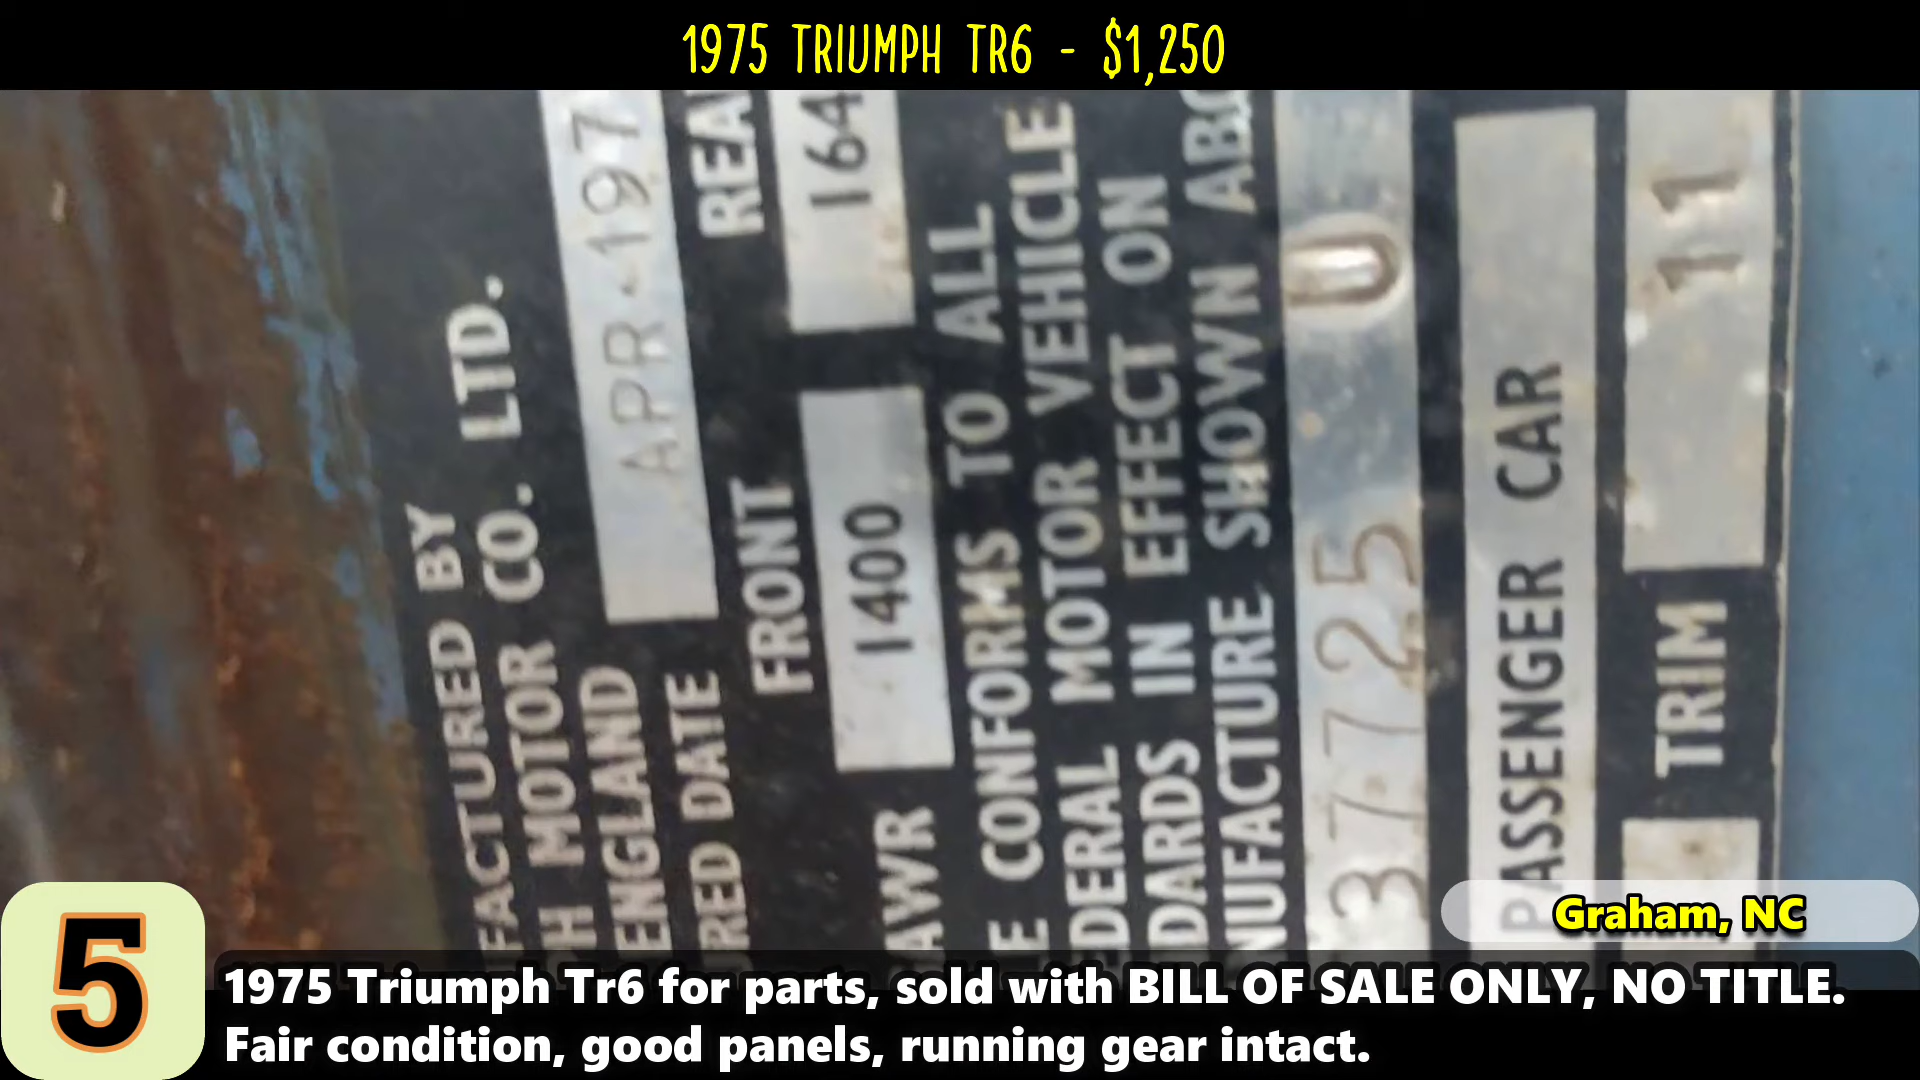 1975 TRIUMPH TR6 - $1,250
FACTURED BY
MOTOR CO. LTD.
ENGLAND
RED DATE
APR-197
FRONT
REA
AWR
1400
164
E CONFORMS TO ALL
DERAL MOTOR VEHICLE
DARDS IN EFFECT ON
NUFACTURE SHOWN ABO
37725 U
PASSENGER CAR
TRIM
11
Graham, NC
5
1975 Triumph Tr6 for parts, sold with BILL OF SALE ONLY, NO TITLE.
Fair condition, good panels, running gear intact.